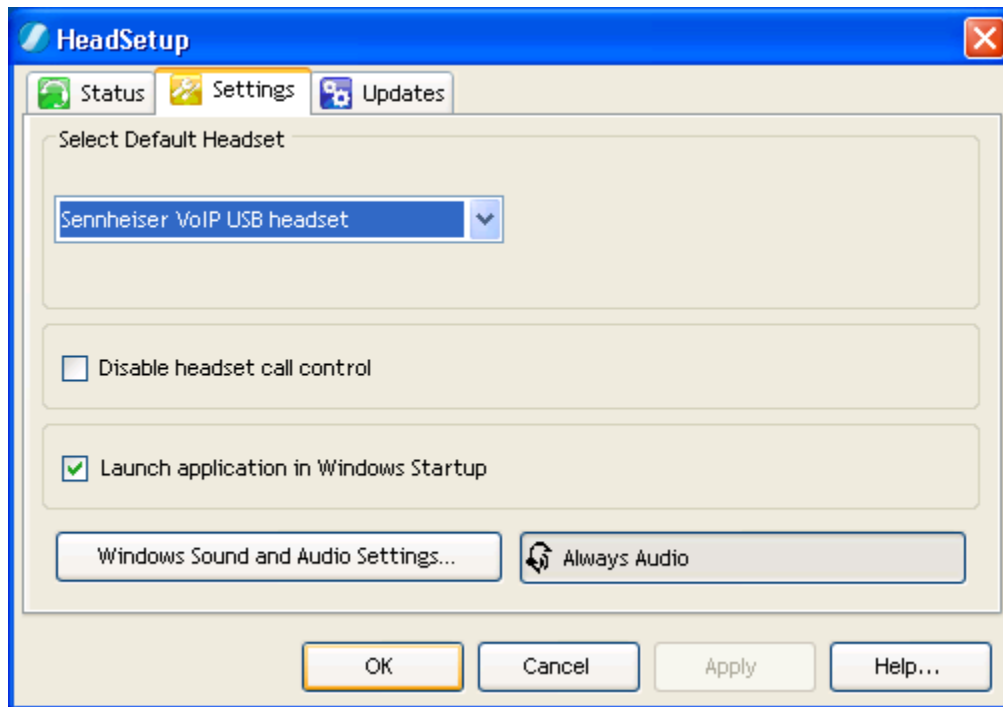 HeadSetup
Status Settings Updates
Select Default Headset
Sennheiser VoIP USB headset
Disable headset call control
Launch application in Windows Startup
Windows Sound and Audio Settings... Always Audio
OK Cancel Apply Help...